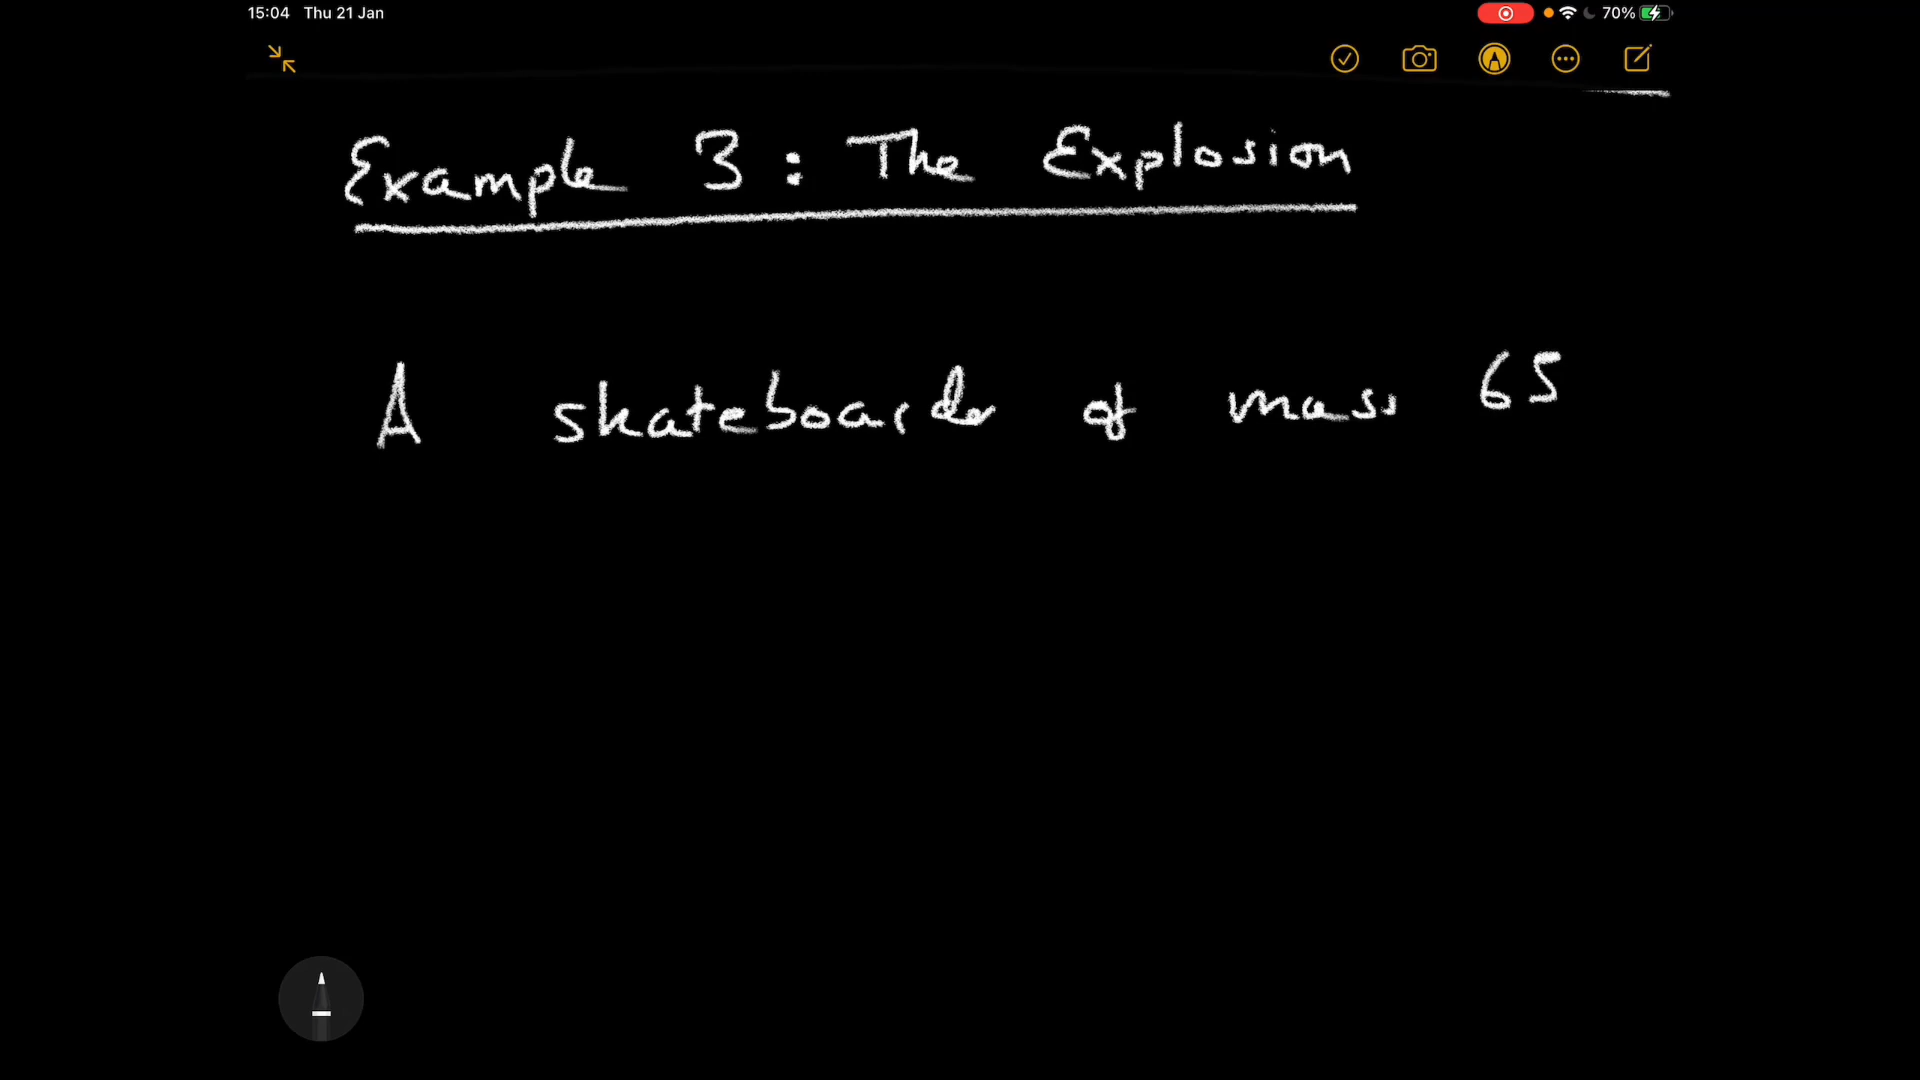 15:04 Thu 21 Jan 70%
Example 3: The Explosion
A skateboarder of mass 65